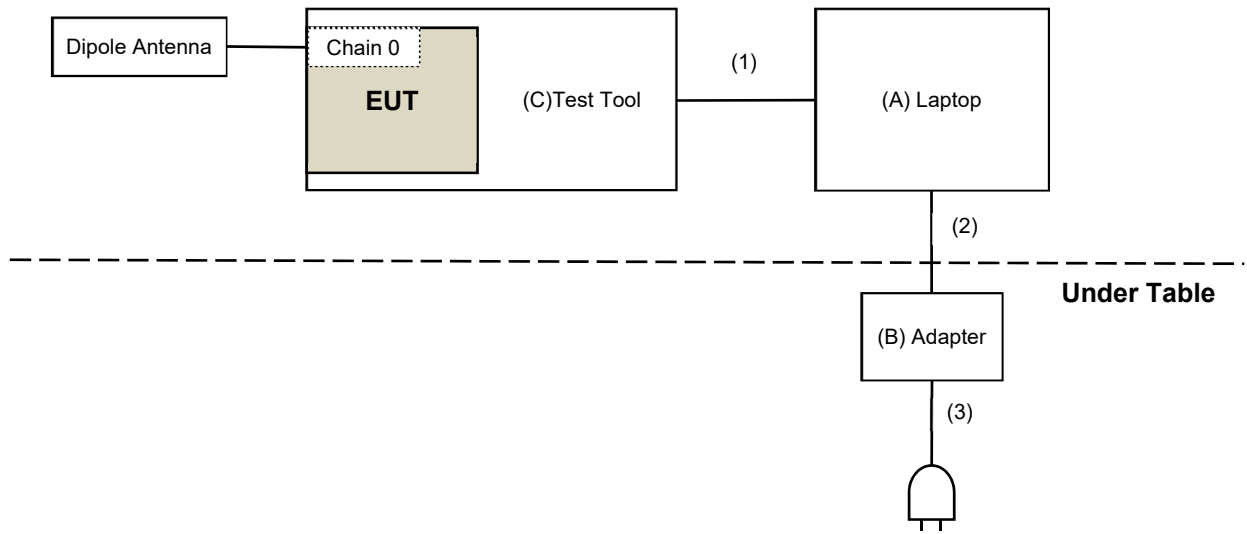 Dipole Antenna
Chain 0
EUT
(C)Test Tool
(1)
(A) Laptop
(2)
Under Table
(B) Adapter
(3)